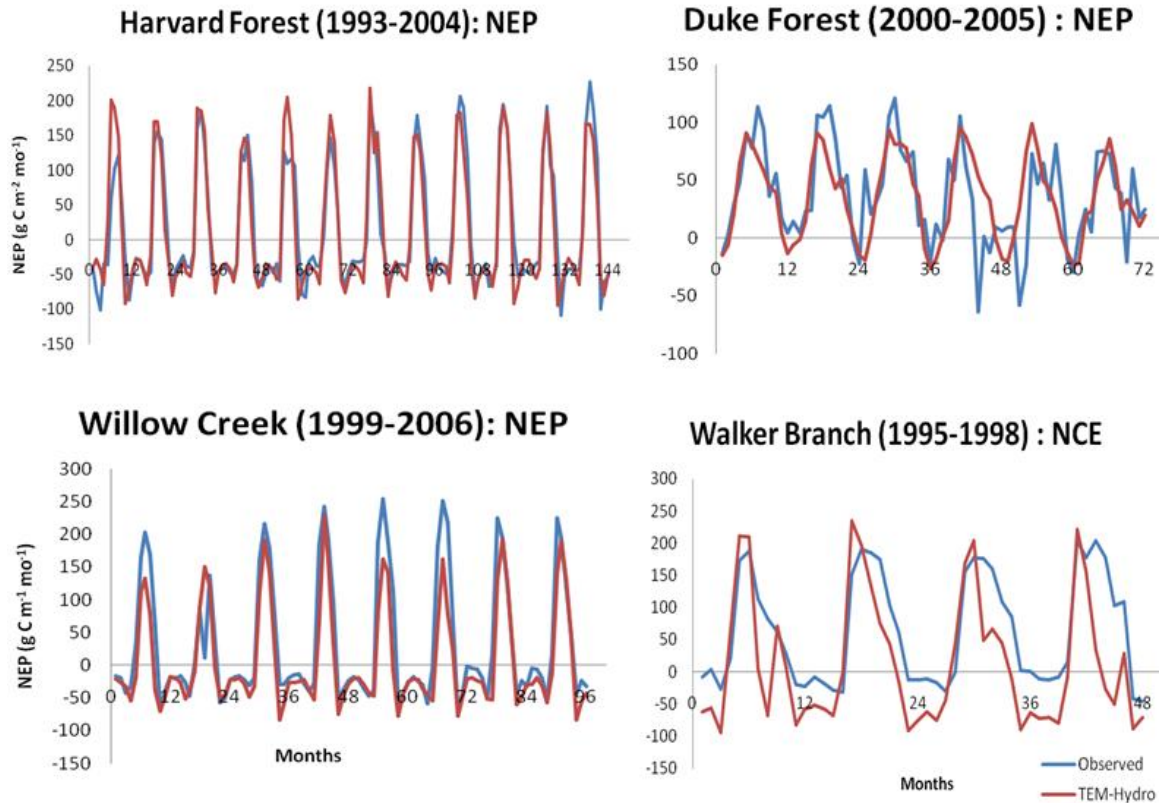 Harvard Forest (1993-2004): NEP
250
200
150
100
50
0
-50
-100
-150
NEP (g C m⁻² mo⁻¹)
0 12 24 36 48 60 72 84 96 108 120 132 144
Duke Forest (2000-2005) : NEP
150
100
50
0
-50
-100
0 12 24 36 48 60 72
Willow Creek (1999-2006): NEP
300
250
200
150
100
50
0
-50
-100
-150
NEP (g C m⁻¹ mo⁻¹)
0 12 24 36 48 60 72 84 96
Months
Walker Branch (1995-1998) : NCE
300
250
200
150
100
50
0
-50
-100
-150
0 12 24 36 48
Months
Observed
TEM-Hydro